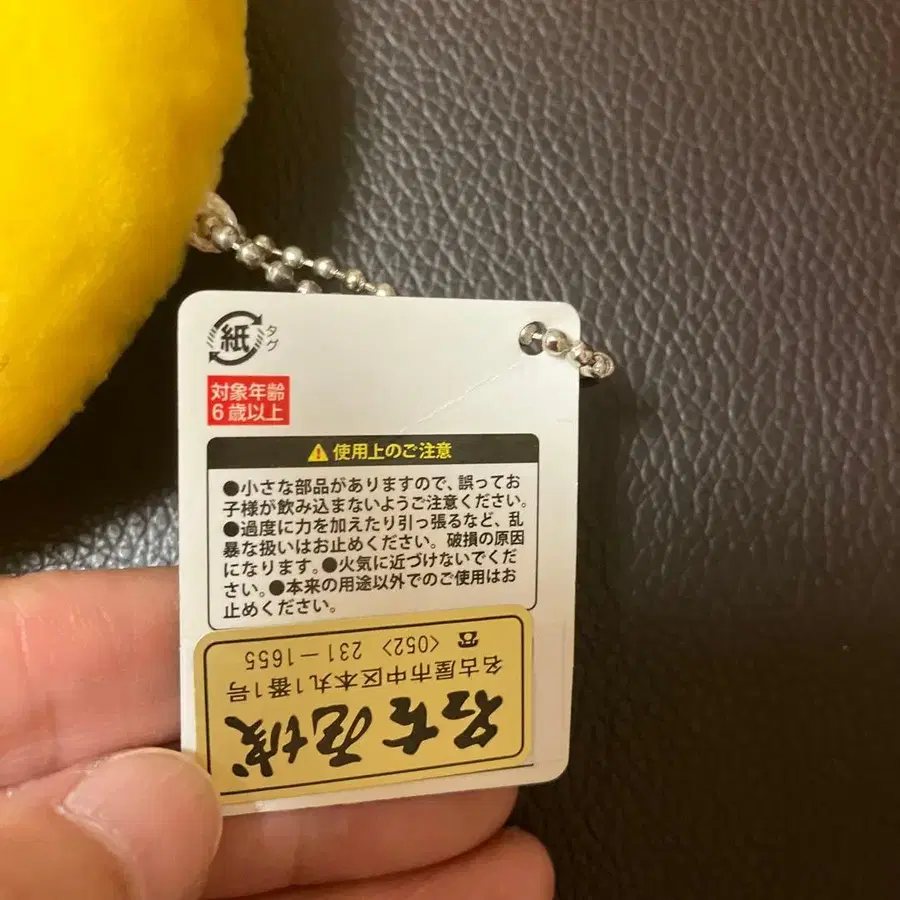 紙
タグ
対象年齢
6歳以上
⚠使用上のご注意
●小さな部品がありますので、誤ってお
子様が飲み込まないようご注意ください。
●過度に力を加えたり引っ張るなど、乱
暴な扱いはお止めください。破損の原因
になります。●火気に近づけないでくだ
さい。●本来の用途以外でのご使用はお
止めください。
名古屋城
名古屋市中区本丸1番1号
☎〈052〉231―1655